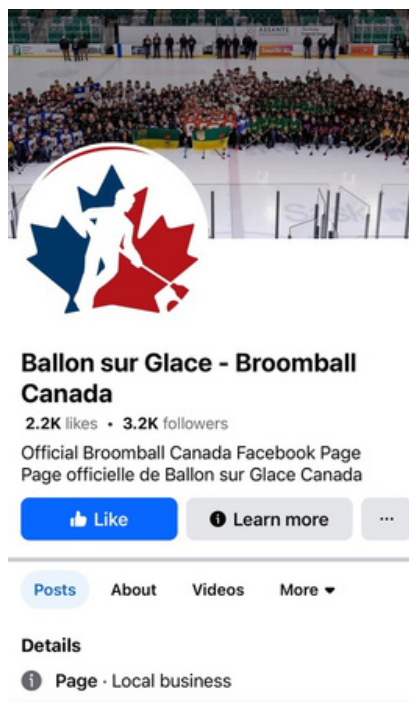 ASSANTE
Ballon sur Glace - Broomball
Canada
2.2K likes • 3.2K followers
Official Broomball Canada Facebook Page
Page officielle de Ballon sur Glace Canada
Like
Learn more
...
Posts About Videos More
Details
Page · Local business